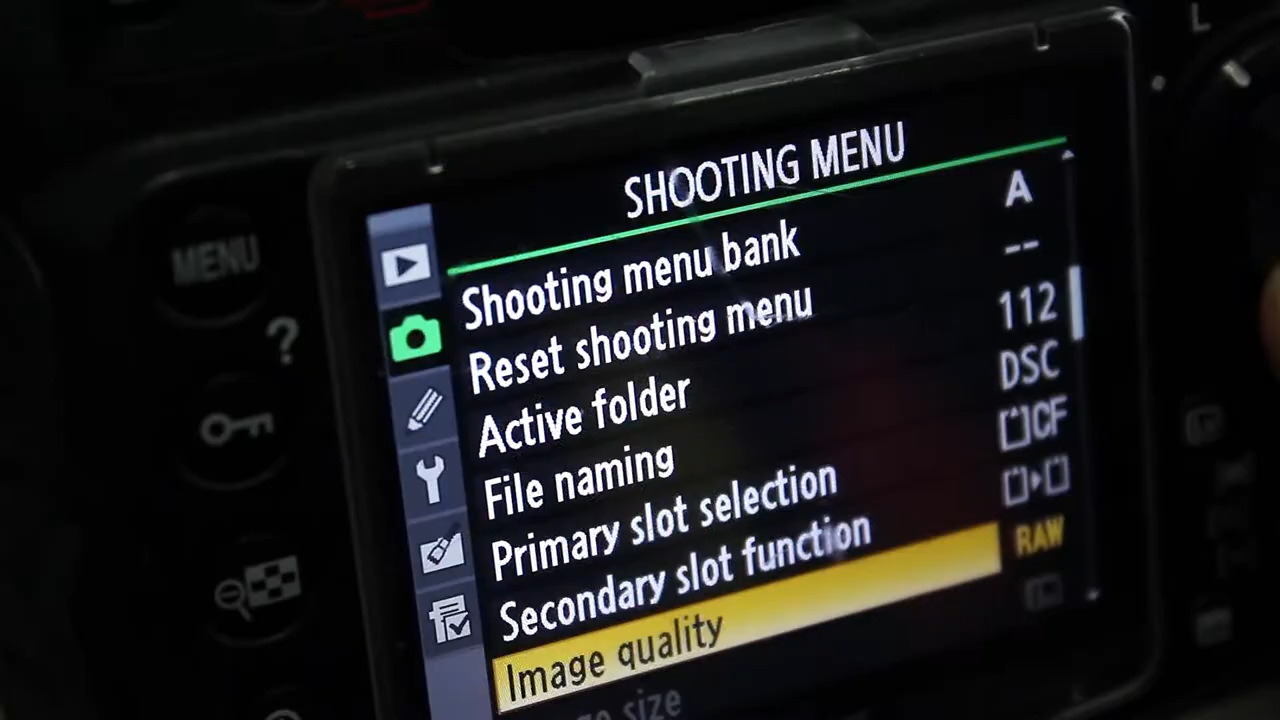 L
SHOOTING MENU
MENU
Shooting menu bank A
Reset shooting menu --
?
Active folder 112
File naming DSC
Primary slot selection CF
Secondary slot function
Image quality RAW
size